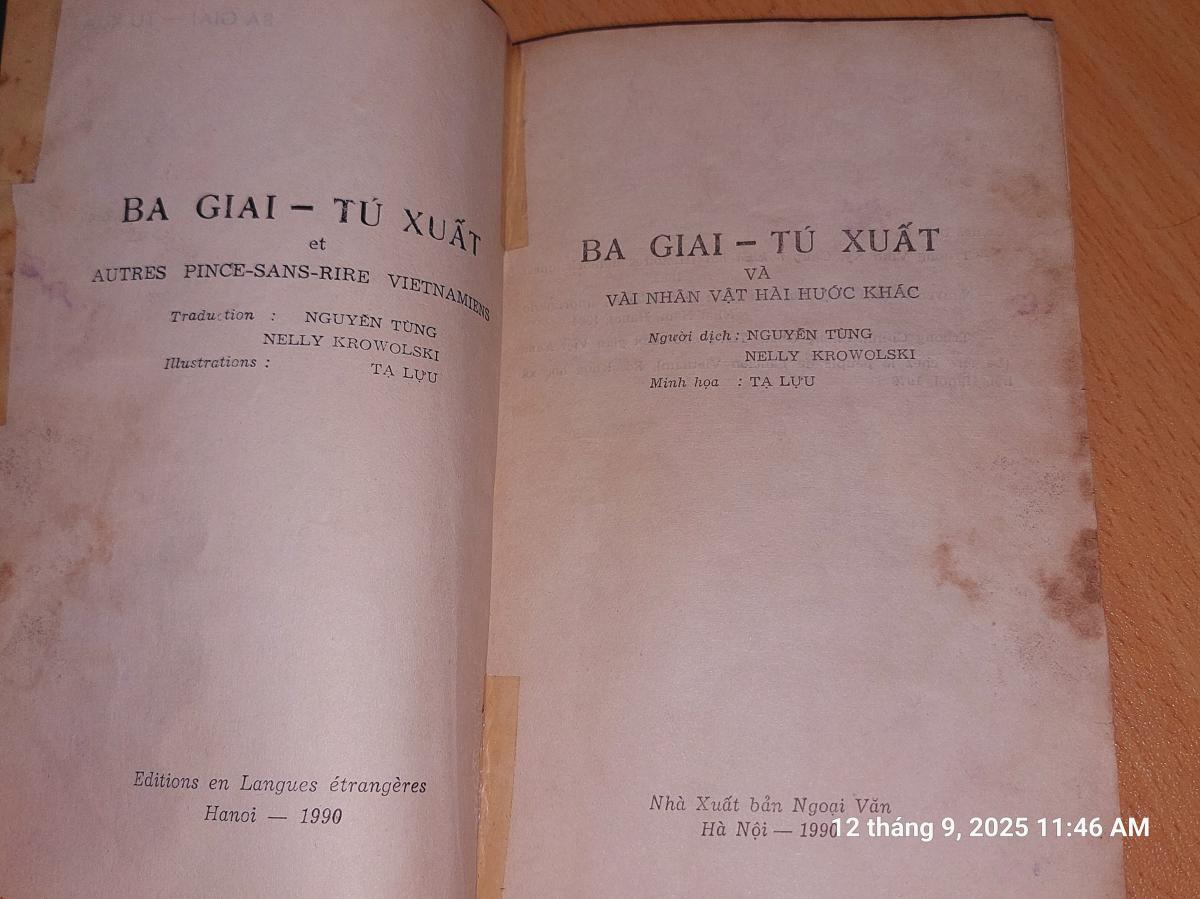 BA GIAI – TÚ XUẤT
et
AUTRES PINCE-SANS-RIRE VIETNAMIENS
Traduction : NGUYỄN TÙNG
NELLY KROWOLSKI
Illustrations : TẠ LỰU
Editions en Langues étrangères
Hanoi — 1990
BA GIAI – TÚ XUẤT
VÀ
VÀI NHÂN VẬT HÀI HƯỚC KHÁC
Người dịch : NGUYỄN TÙNG
NELLY KROWOLSKI
Minh họa : TẠ LỰU
Nhà Xuất bản Ngoại Văn
Hà Nội — 1990
12 tháng 9, 2025 11:46 AM